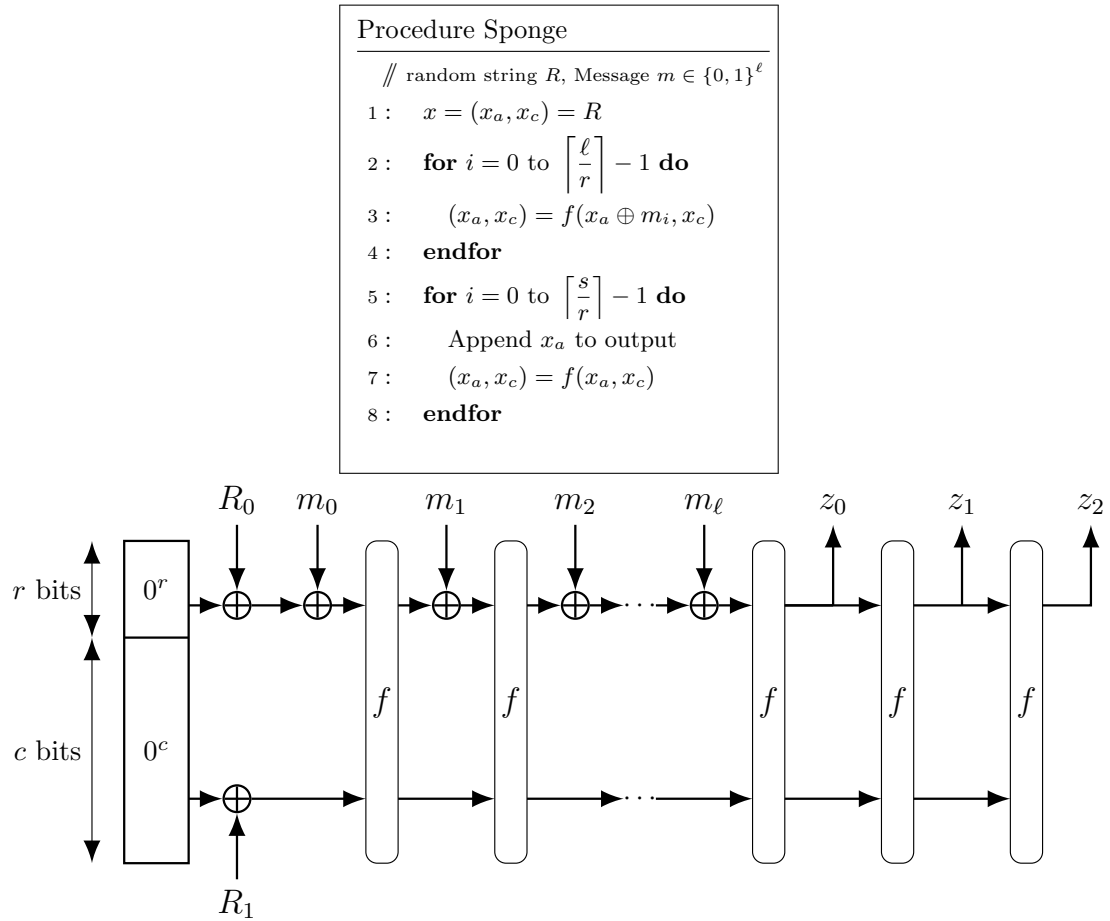 Procedure Sponge
// random string R, Message m ∈ {0, 1}^ℓ
1 : x = (x_a, x_c) = R
2 : for i = 0 to ⌈ℓ/r⌉ − 1 do
3 : (x_a, x_c) = f(x_a ⊕ m_i, x_c)
4 : endfor
5 : for i = 0 to ⌈s/r⌉ − 1 do
6 : Append x_a to output
7 : (x_a, x_c) = f(x_a, x_c)
8 : endfor
R_0 m_0 m_1 m_2 m_ℓ z_0 z_1 z_2
r bits 0^r ···
f f f f f
c bits 0^c
···
R_1